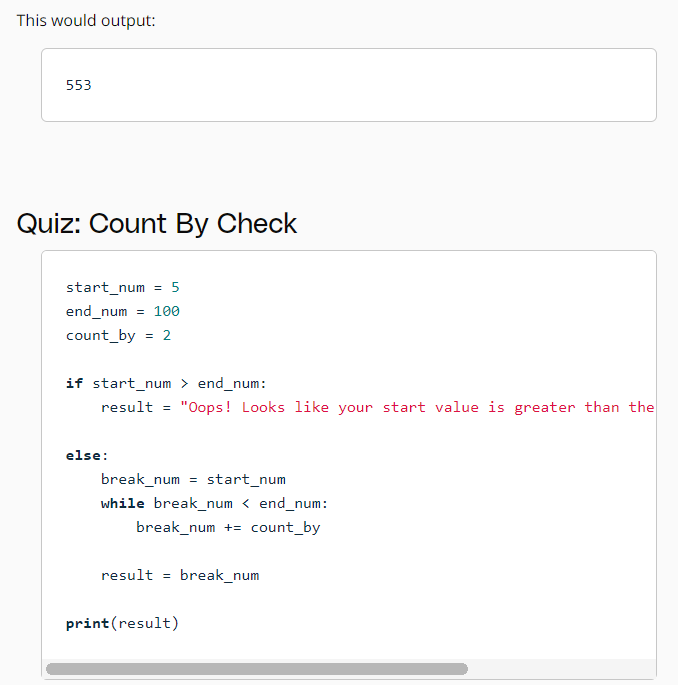 This would output:
553
Quiz: Count By Check
start_num = 5
end_num = 100
count_by = 2
if start_num > end_num:
    result = "Oops! Looks like your start value is greater than the
else:
    break_num = start_num
    while break_num < end_num:
        break_num += count_by
    result = break_num
print(result)